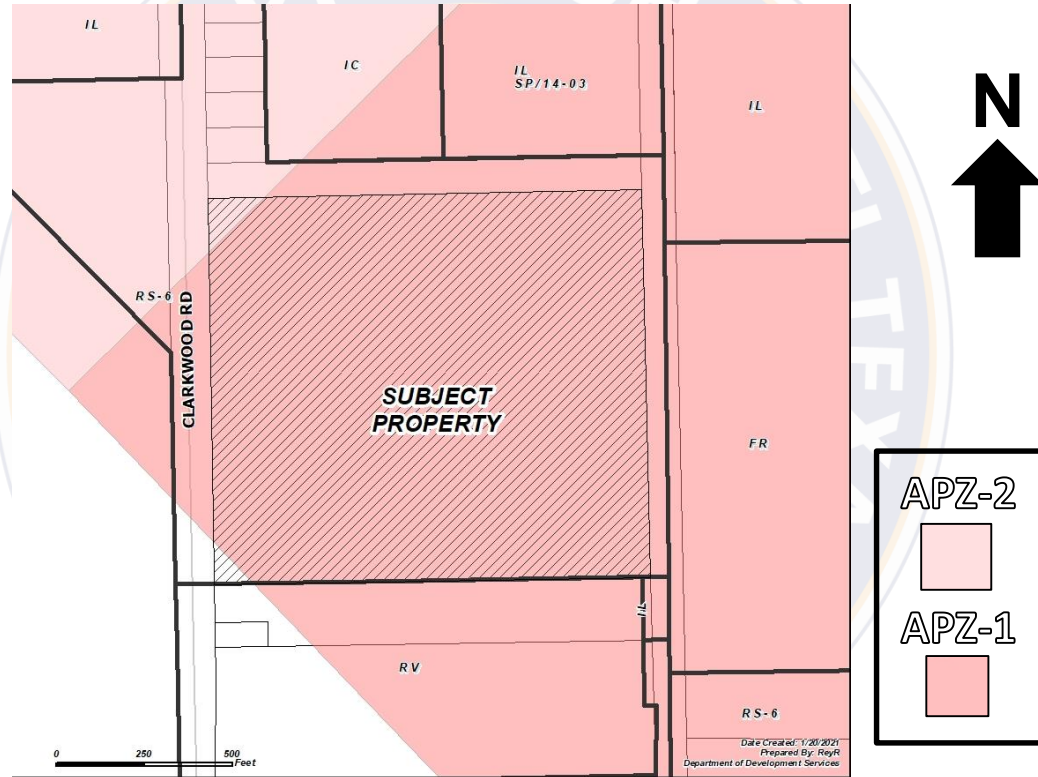 IL
IC
IL
SP/14-03
IL
N
RS-6
CLARKWOOD RD
SUBJECT
PROPERTY
FR
APZ-2
APZ-1
IL
RV
RS-6
0 250 500
Feet
Date Created: 1/20/2021
Prepared By: ReyR
Department of Development Services